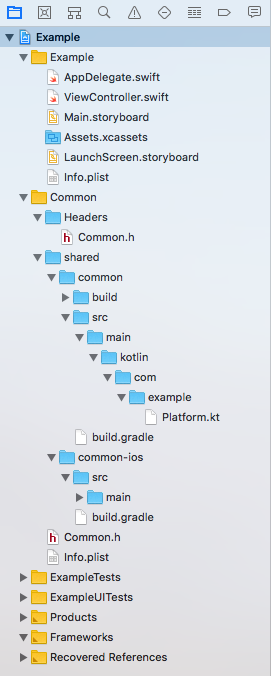 Example
Example
AppDelegate.swift
ViewController.swift
Main.storyboard
Assets.xcassets
LaunchScreen.storyboard
Info.plist
Common
Headers
Common.h
shared
common
build
src
main
kotlin
com
example
Platform.kt
build.gradle
common-ios
src
main
build.gradle
Common.h
Info.plist
ExampleTests
ExampleUITests
Products
Frameworks
Recovered References